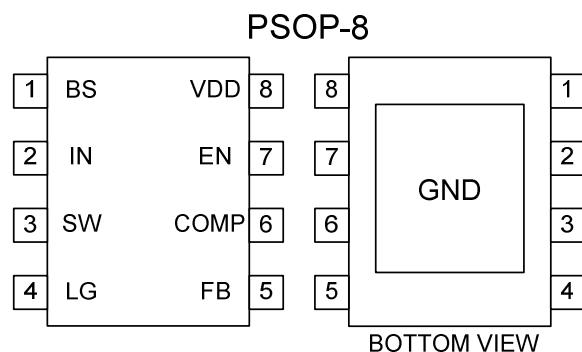 PSOP-8
1 BS VDD 8 8 1
2 IN EN 7 7 2
GND
3 SW COMP 6 6 3
4 LG FB 5 5 4
BOTTOM VIEW